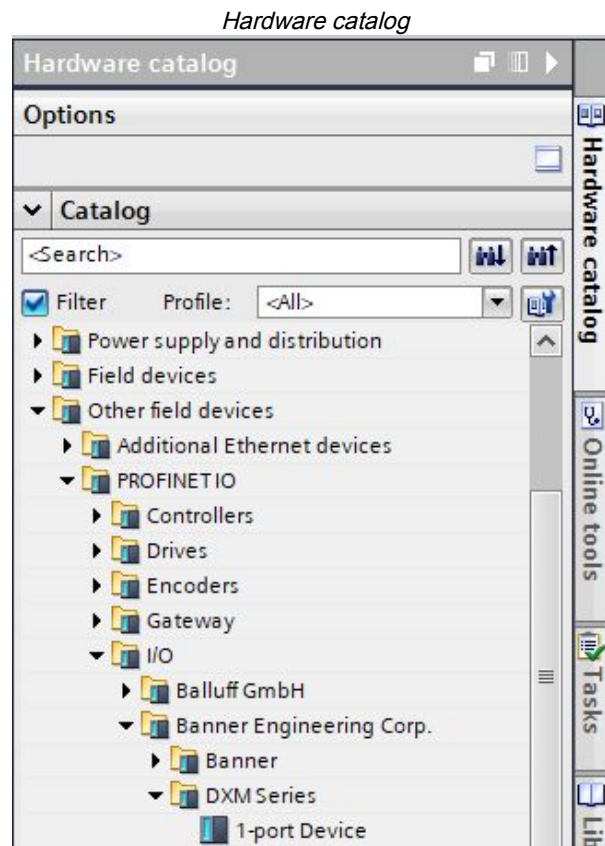 Hardware catalog
Hardware catalog
Options
Catalog
<Search>
Filter Profile: <All>
Power supply and distribution
Field devices
Other field devices
Additional Ethernet devices
PROFINET IO
Controllers
Drives
Encoders
Gateway
I/O
Balluff GmbH
Banner Engineering Corp.
Banner
DXM Series
1-port Device
Hardware catalog
Online tools
Tasks
Lib